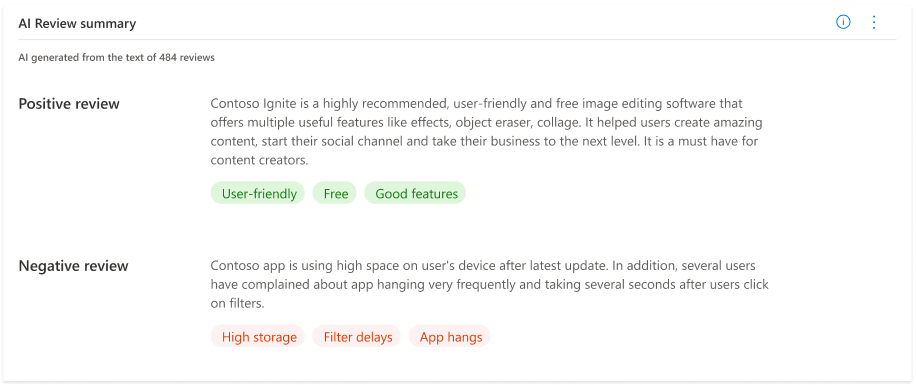 AI Review summary
AI generated from the text of 484 reviews
Positive review
Contoso Ignite is a highly recommended, user-friendly and free image editing software that
offers multiple useful features like effects, object eraser, collage. It helped users create amazing
content, start their social channel and take their business to the next level. It is a must have for
content creators.
User-friendly Free Good features
Negative review
Contoso app is using high space on user's device after latest update. In addition, several users
have complained about app hanging very frequently and taking several seconds after users click
on filters.
High storage Filter delays App hangs